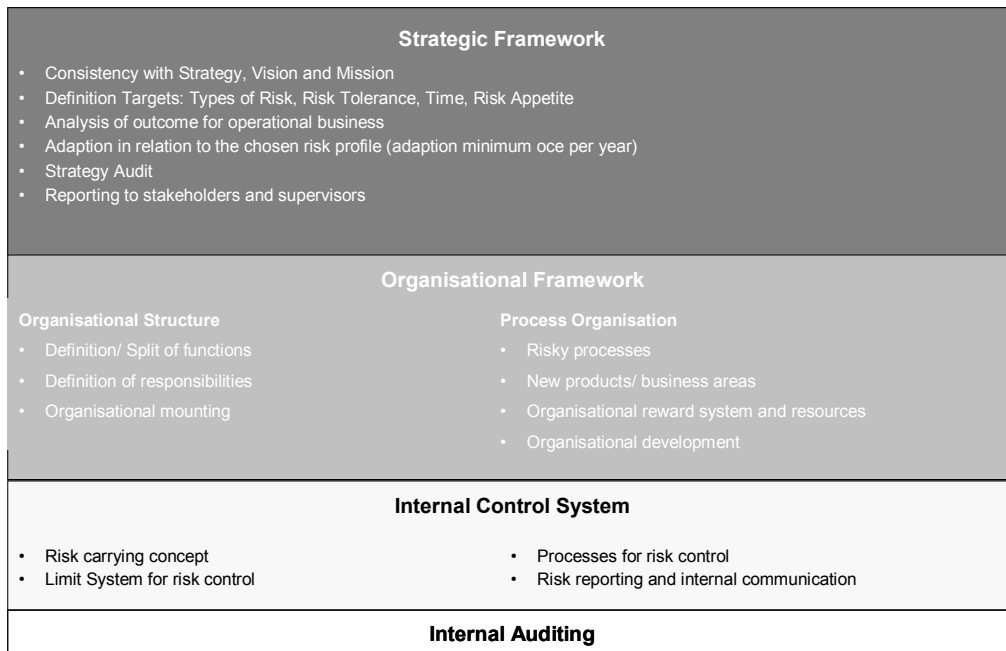 Strategic Framework
• Consistency with Strategy, Vision and Mission
• Definition Targets: Types of Risk, Risk Tolerance, Time, Risk Appetite
• Analysis of outcome for operational business
• Adaption in relation to the chosen risk profile (adaption minimum oce per year)
• Strategy Audit
• Reporting to stakeholders and supervisors
Organisational Framework
Organisational Structure
• Definition/ Split of functions
• Definition of responsibilities
• Organisational mounting
Process Organisation
• Risky processes
• New products/ business areas
• Organisational reward system and resources
• Organisational development
Internal Control System
• Risk carrying concept
• Limit System for risk control
• Processes for risk control
• Risk reporting and internal communication
Internal Auditing